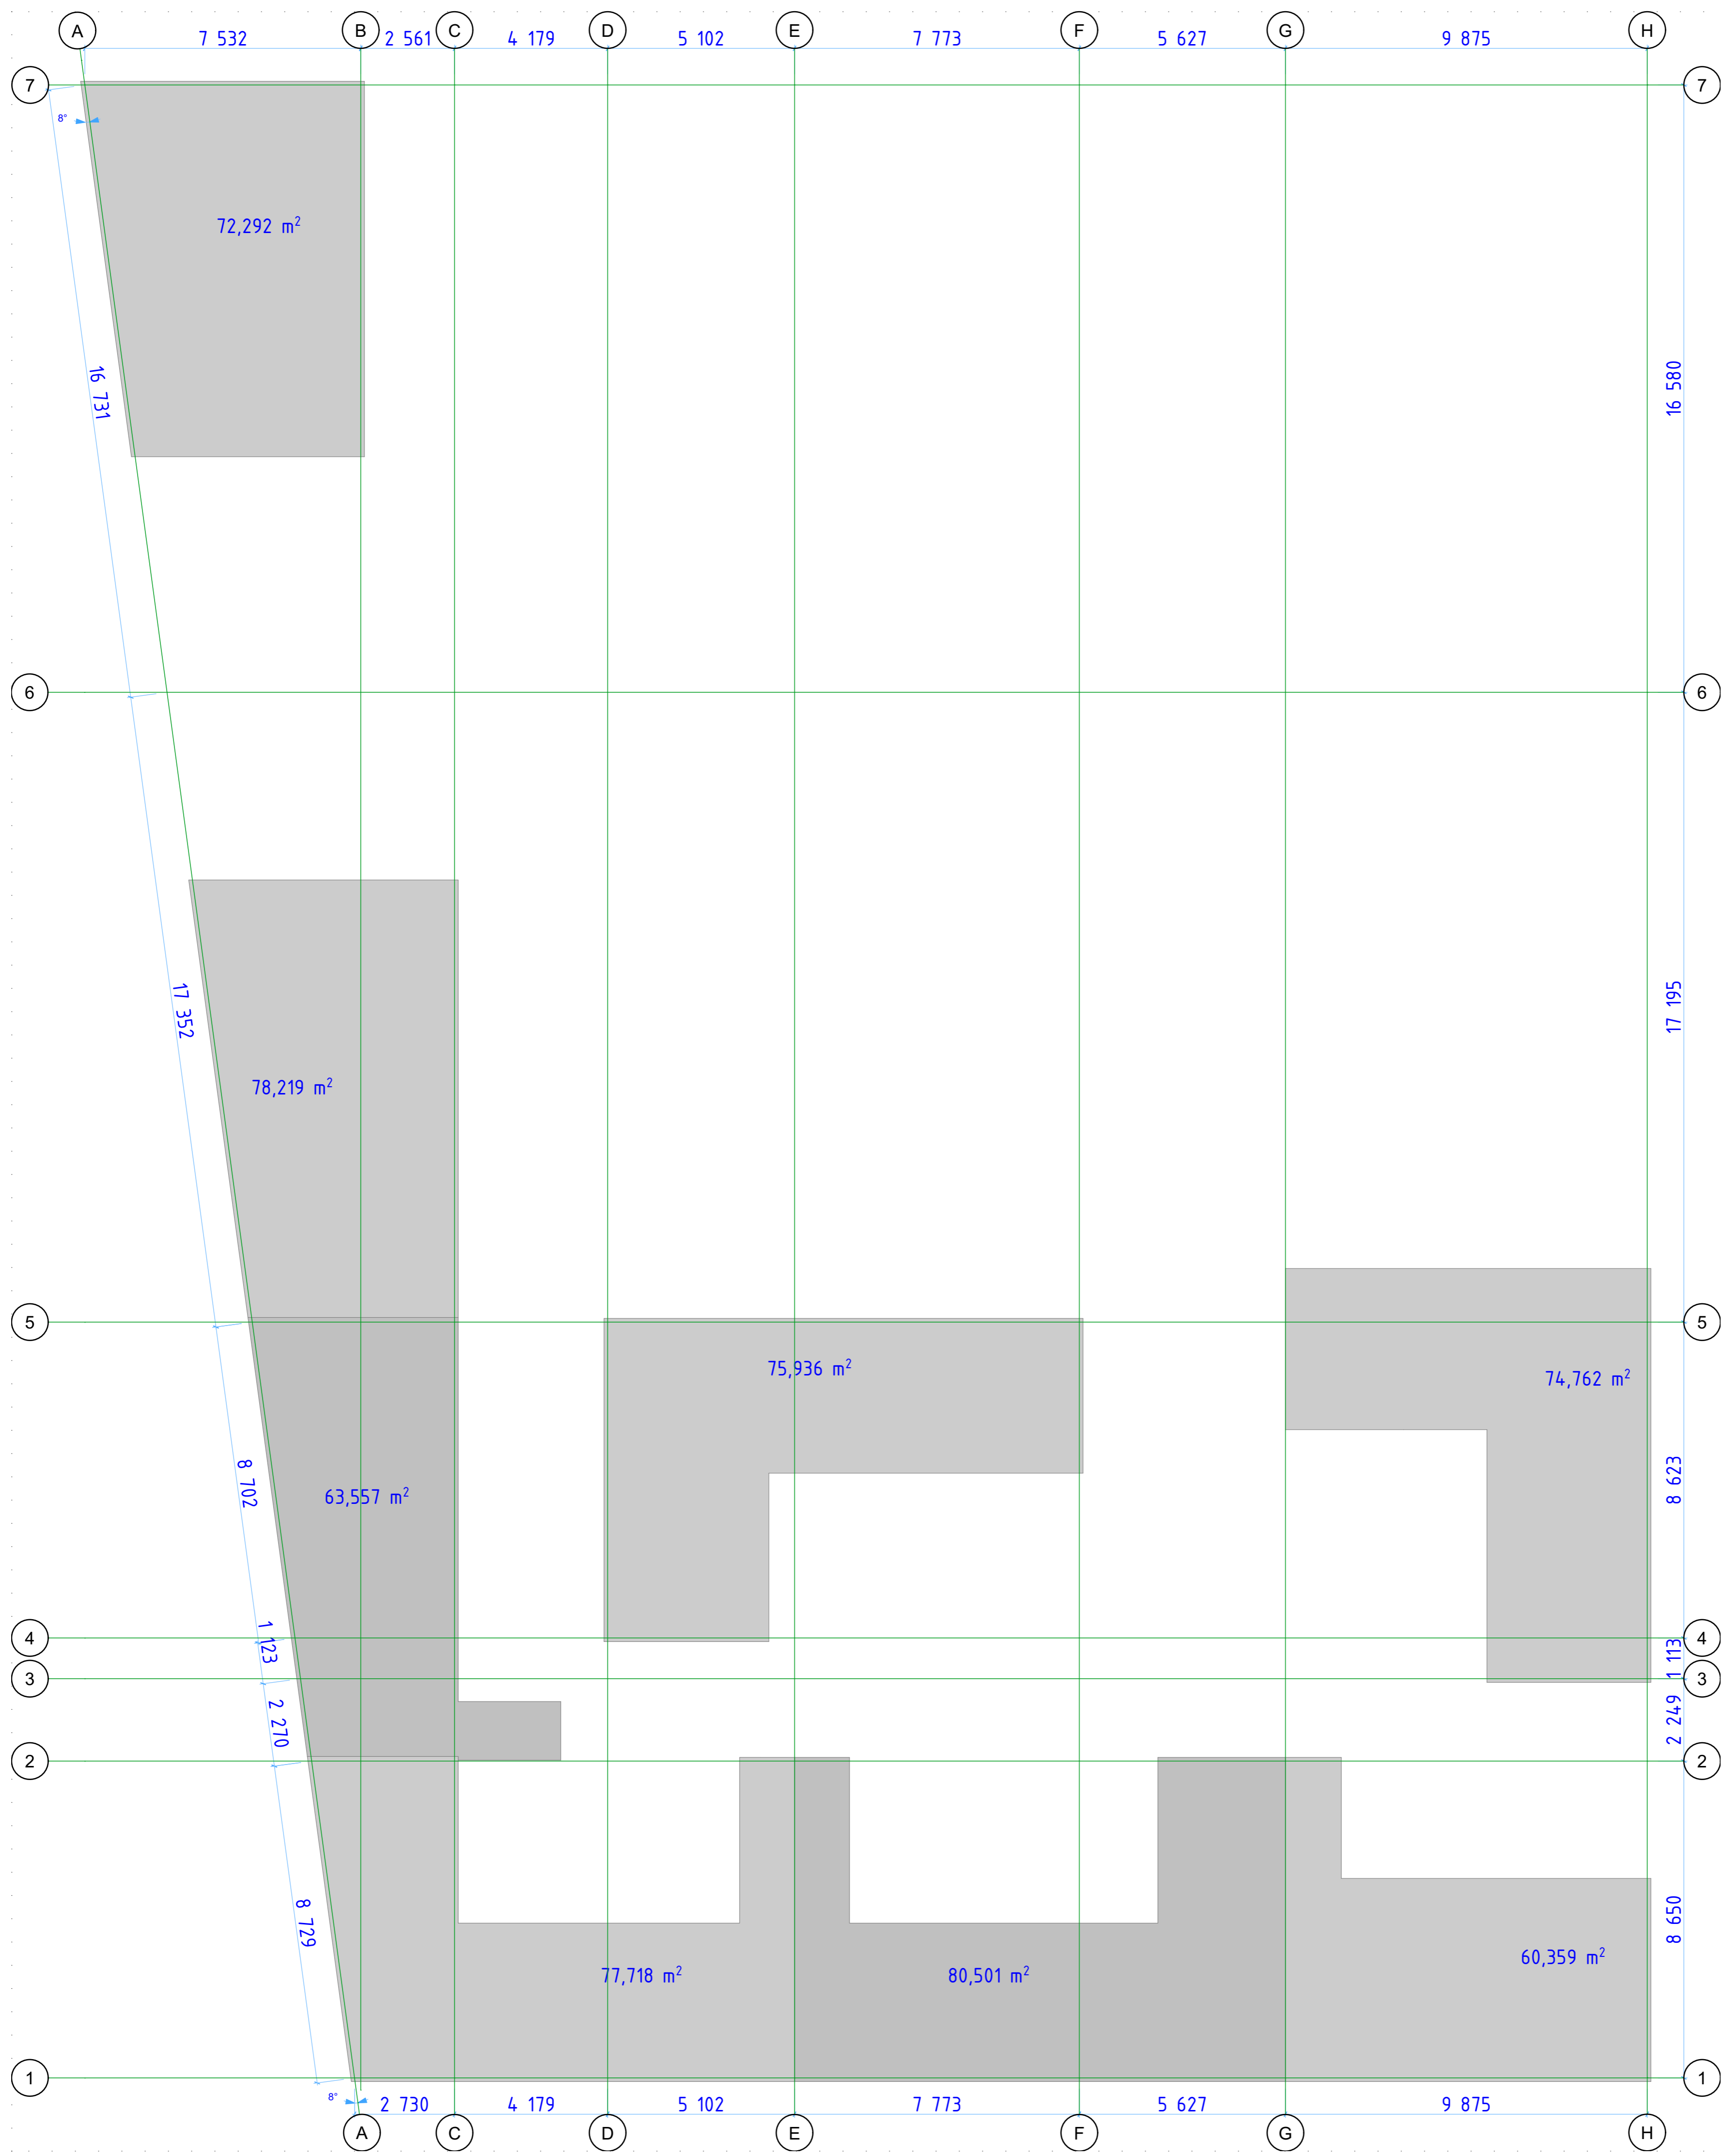 A B C D E F G H
7 532 2 561 4 179 5 102 7 773 5 627 9 875
7 7
8°
72,292 m²
16 731 16 580
6 6
17 352 17 195
78,219 m²
5 5
75,936 m²
74,762 m²
8 702 8 623
63,557 m²
4 4
1 123 1 113
3 3
2 270 2 249
2 2
8 729 8 650
60,359 m²
77,718 m² 80,501 m²
1 1
8°
2 730 4 179 5 102 7 773 5 627 9 875
A C D E F G H